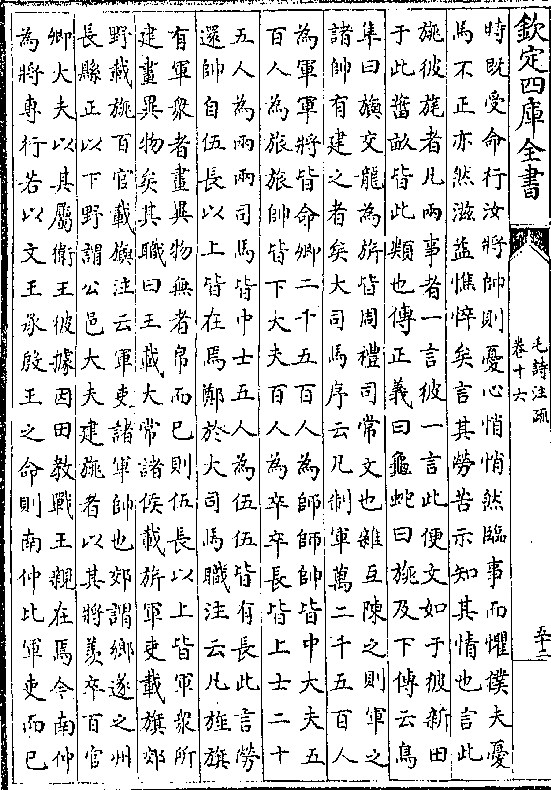 欽定四庫全書
毛詩注疏
卷十六
時既受命行汝將帥則憂心悄悄然臨事而懼僕夫憂
馬不正亦然滋益憔悴矣言其勞苦示知其情也言此
旐彼旄者凡兩事者一言彼一言此便文如于彼新田
于此菑畝皆此類也傳正義曰龜蛇曰旐及下傳云鳥
隼曰旟交龍為旂皆周禮司常文也雖互陳之則軍之
諸帥有建之者矣大司馬序云凡制軍萬二千五百人
為軍軍將皆命卿二千五百人為師師帥皆中大夫五
百人為旅旅帥皆下大夫百人為卒卒長皆上士二十
五人為兩兩司馬皆中士五人為伍伍皆有長此言勞
還帥自伍長以上皆在焉鄭於大司馬職注云凡旌旗
有軍衆者畫異物無者帛而已則伍長以上皆軍衆所
建畫異物矣其職曰王載大常諸侯載旂軍吏載旗郊
野載旐百官載旟注云軍吏諸軍帥也郊謂鄉遂之州
長縣正以下野謂公邑大夫建旐者以其將羨卒百官
卿大夫以其屬衛王彼據因田教戰王親在焉今南仲
為將專行若以文王承殷王之命則南仲比軍吏而已